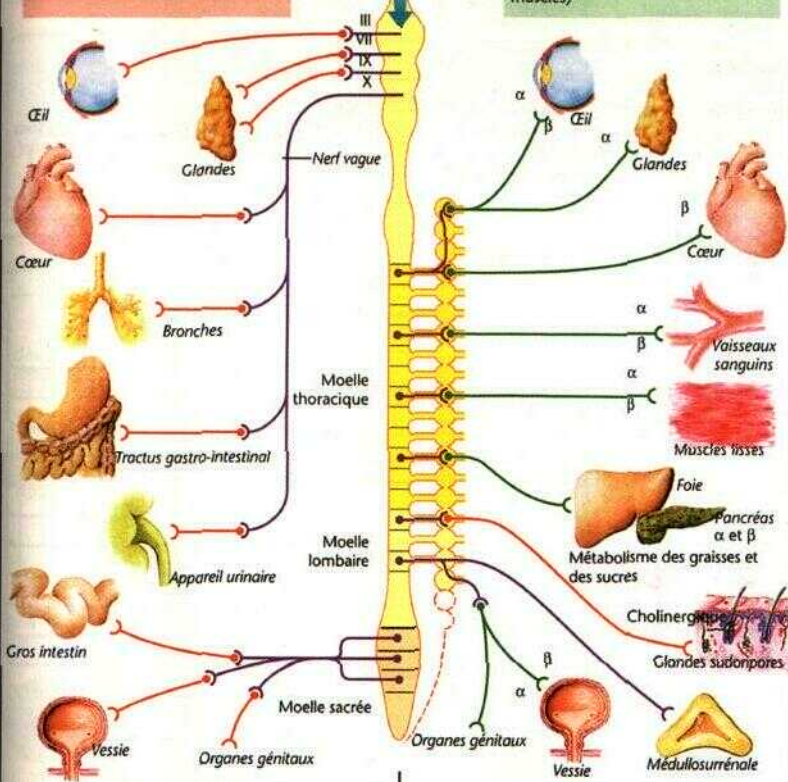 muscles)
III
VII
IX
X
α
β
Œil
Œil
α
Glandes
Glandes
Nerf vague
β
Cœur
Cœur
Bronches
α
β
Vaisseaux
sanguins
α
β
Moelle
thoracique
Muscles lisses
Tractus gastro-intestinal
Foie
Pancréas
α et β
Moelle
lombaire
Métabolisme des graisses et
des sucres
Appareil urinaire
Cholinergique
Gros intestin
Glandes sudoripores
β
α
Moelle sacrée
Vessie
Organes génitaux
Organes génitaux
Vessie
Médullosurrénale